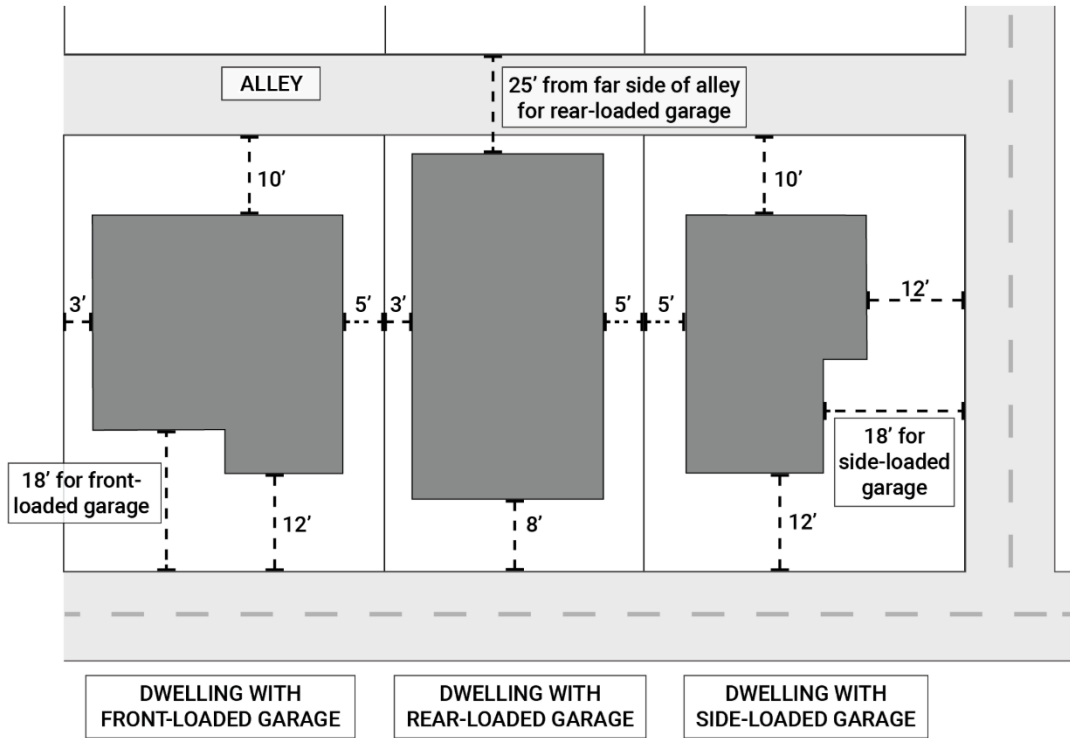 ALLEY
25’ from far side of alley
for rear-loaded garage
10’
10’
3’
5’
3’
5’
5’
12’
18’ for front-
loaded garage
12’
8’
12’
18’ for
side-loaded
garage
DWELLING WITH
FRONT-LOADED GARAGE
DWELLING WITH
REAR-LOADED GARAGE
DWELLING WITH
SIDE-LOADED GARAGE